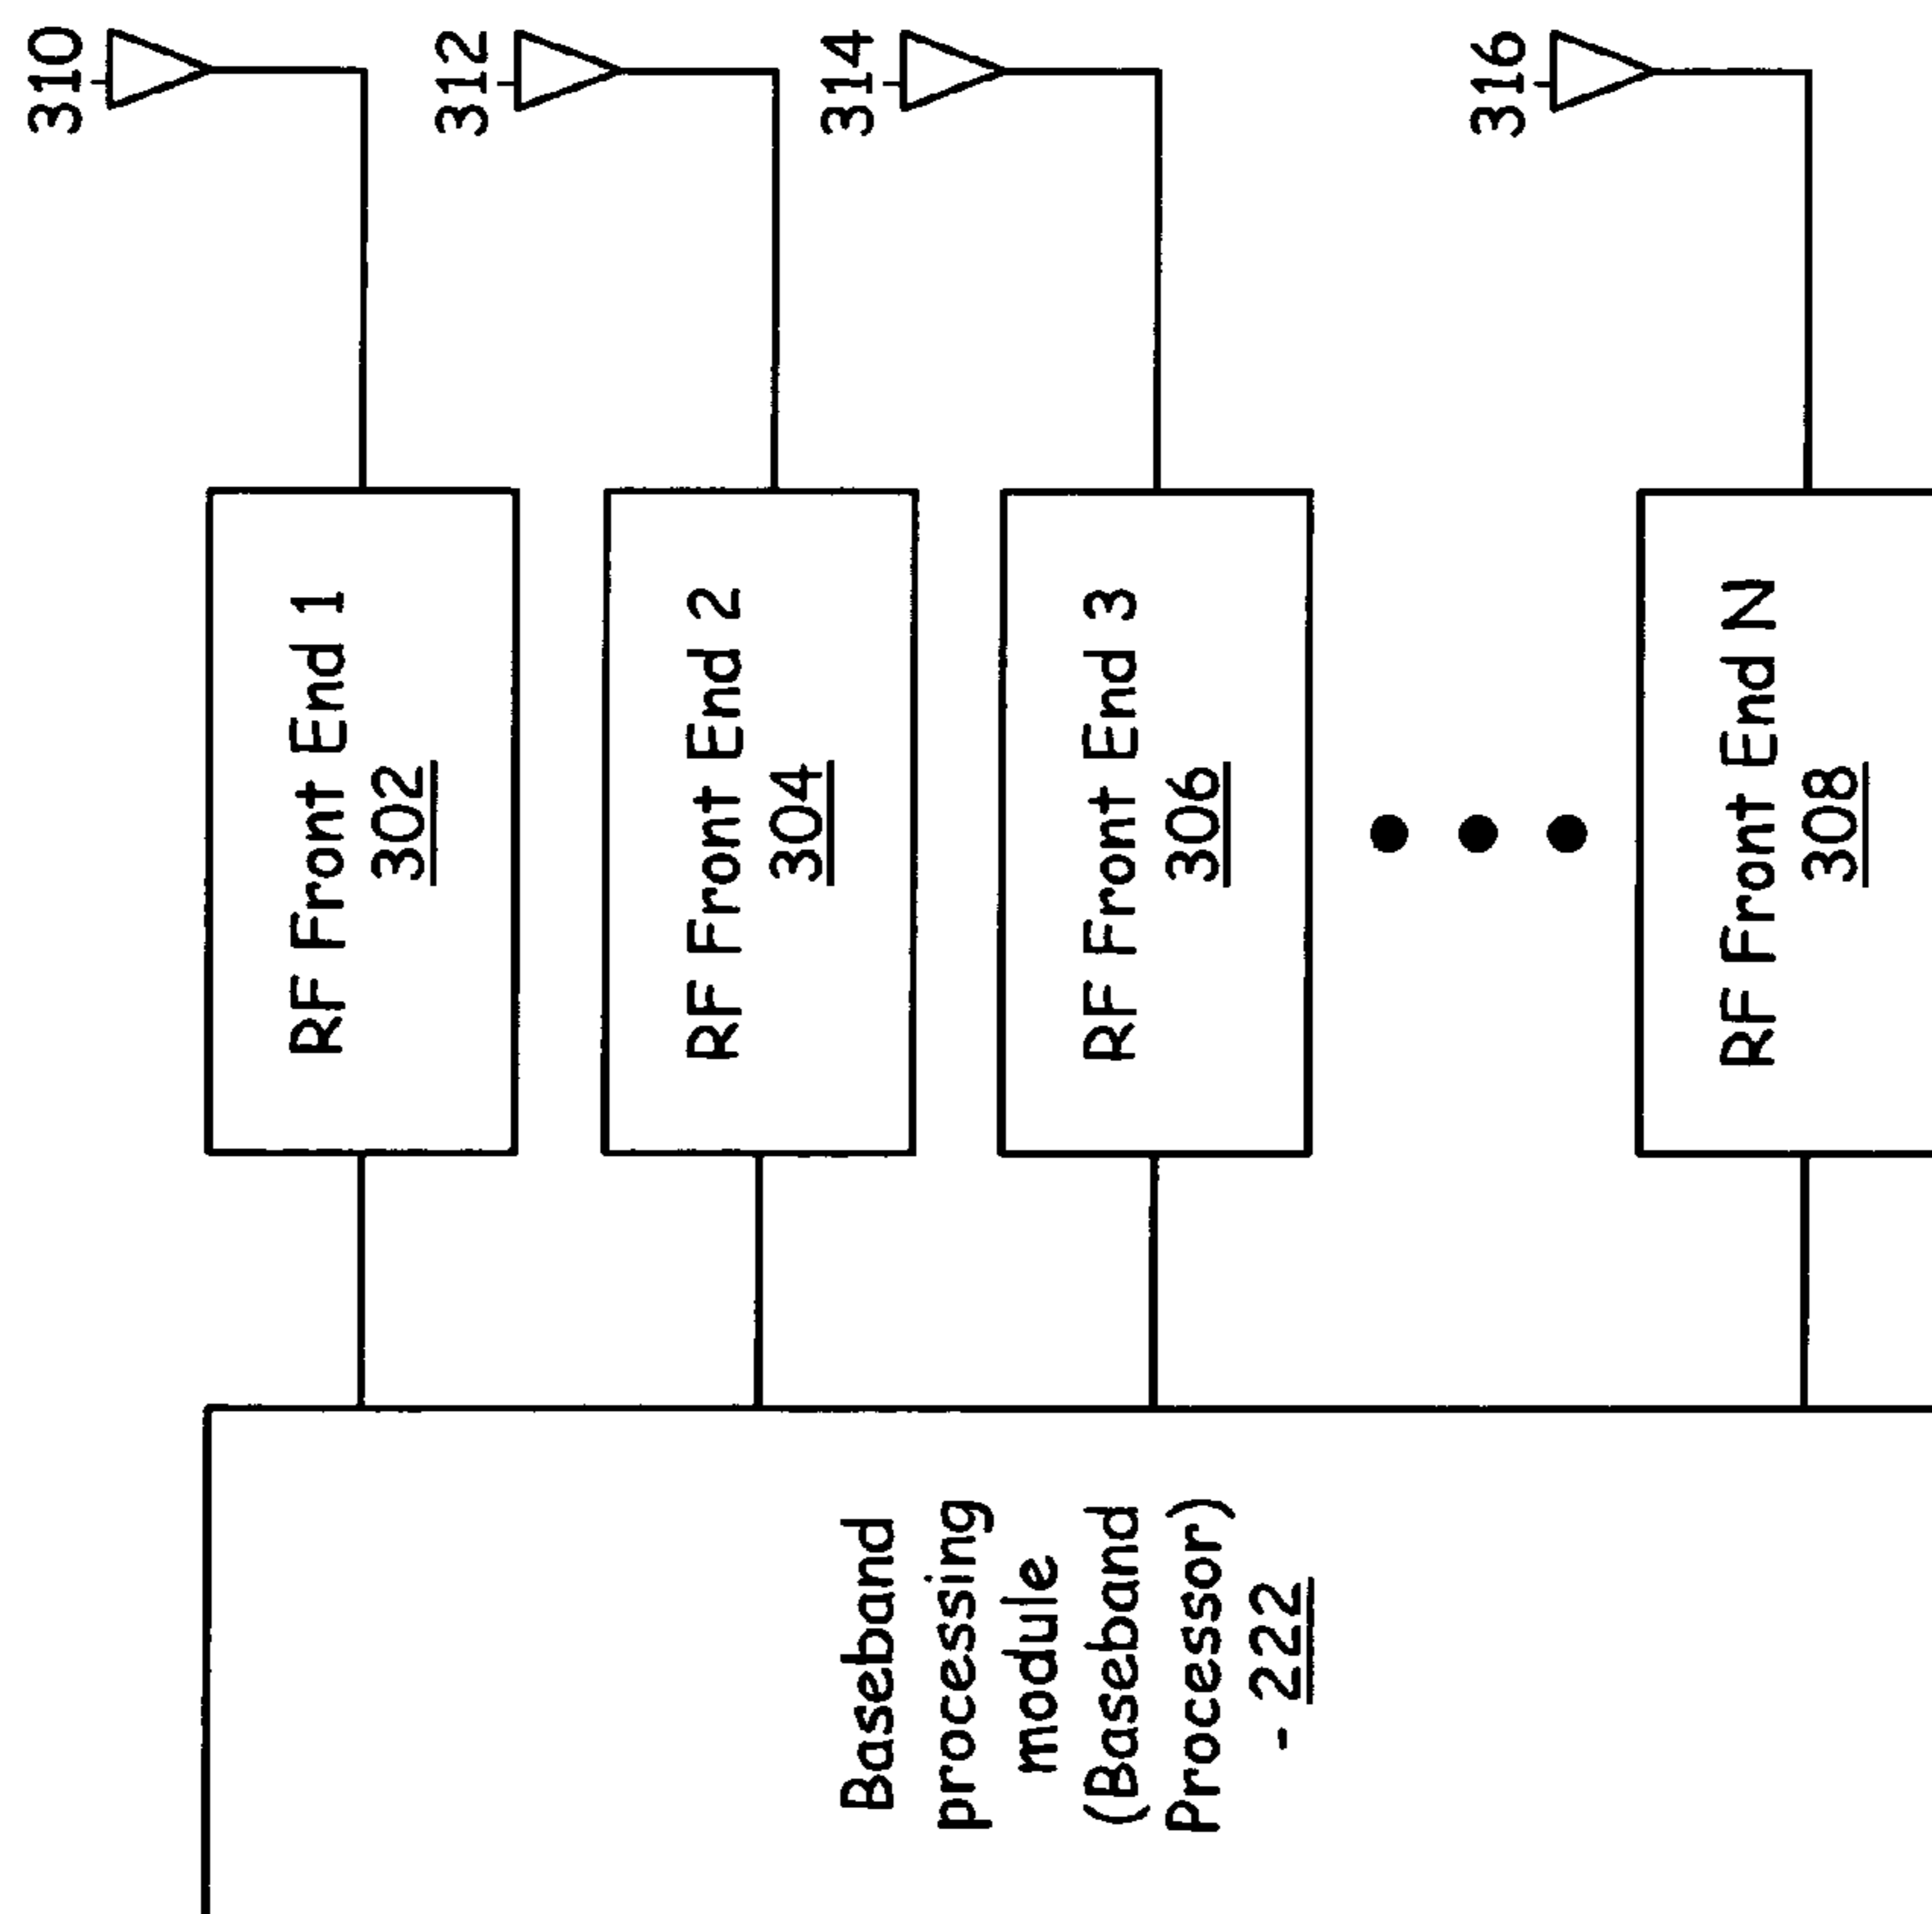 310
312
314
316
RF Front End 1
302
RF Front End 2
304
RF Front End 3
306
RF Front End N
308
Baseband
processing
module
(Baseband
Processor)
- 222